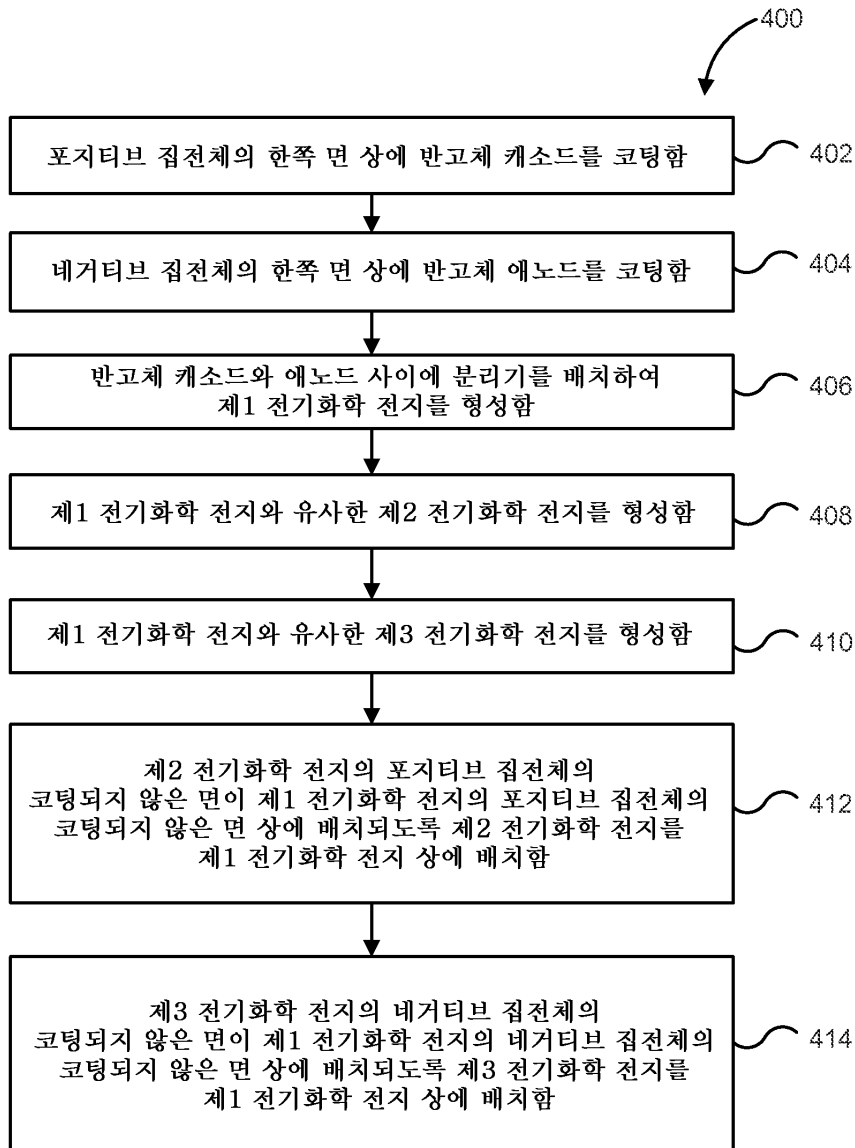 400
포지티브 집전체의 한쪽 면 상에 반고체 캐소드를 코팅함
402
네거티브 집전체의 한쪽 면 상에 반고체 애노드를 코팅함
404
반고체 캐소드와 애노드 사이에 분리기를 배치하여
제1 전기화학 전지를 형성함
406
제1 전기화학 전지와 유사한 제2 전기화학 전지를 형성함
408
제1 전기화학 전지와 유사한 제3 전기화학 전지를 형성함
410
제2 전기화학 전지의 포지티브 집전체의
코팅되지 않은 면이 제1 전기화학 전지의 포지티브 집전체의
코팅되지 않은 면 상에 배치되도록 제2 전기화학 전지를
제1 전기화학 전지 상에 배치함
412
제3 전기화학 전지의 네거티브 집전체의
코팅되지 않은 면이 제1 전기화학 전지의 네거티브 집전체의
코팅되지 않은 면 상에 배치되도록 제3 전기화학 전지를
제1 전기화학 전지 상에 배치함
414